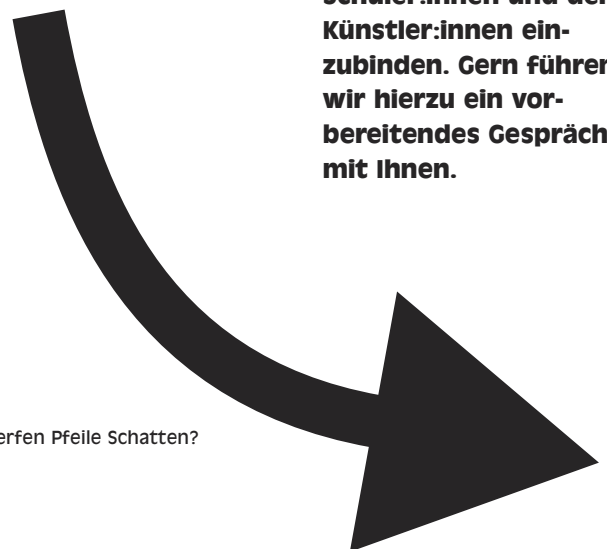 Künstler:innen ein-
zubinden. Gern führen
wir hierzu ein vor-
bereitendes Gespräch
mit Ihnen.
erfen Pfeile Schatten?